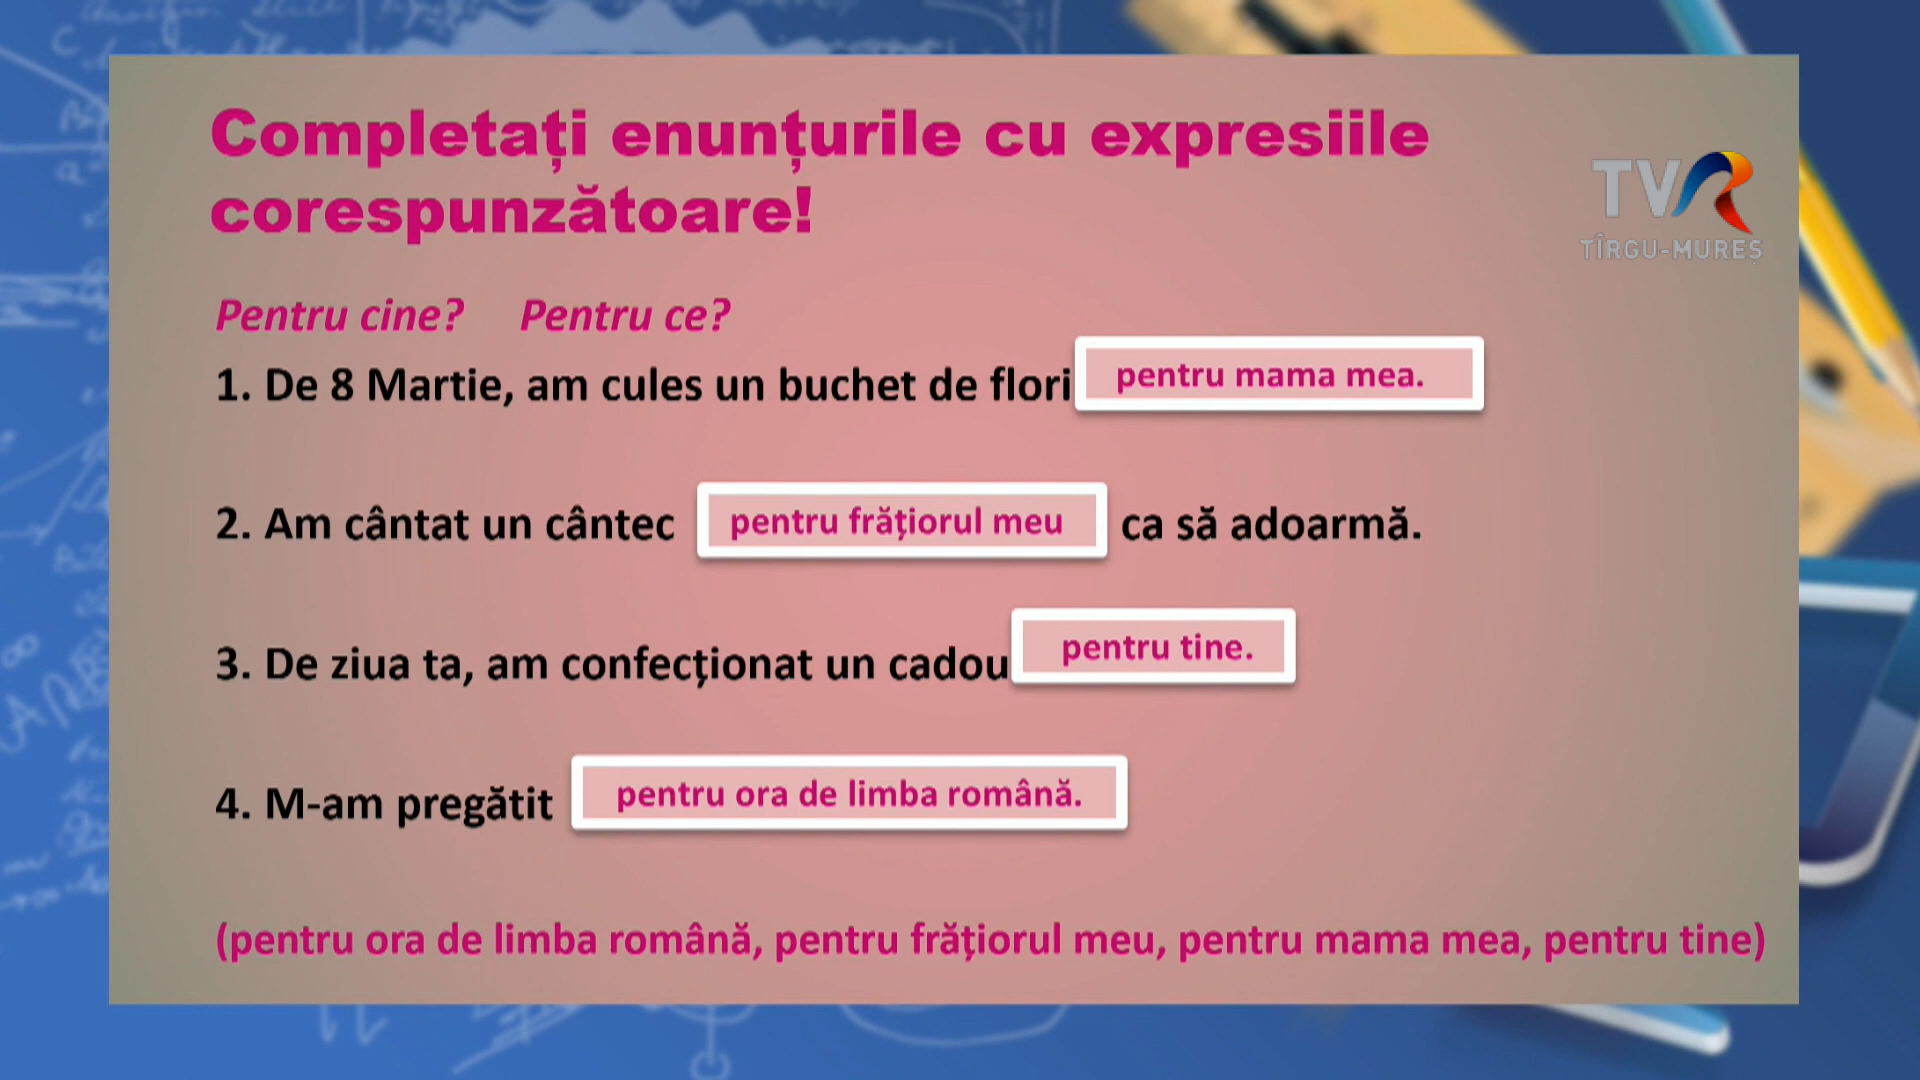 Completați enunțurile cu expresiile
corespunzătoare!
TVR
TÎRGU-MUREȘ
Pentru cine? Pentru ce?
1. De 8 Martie, am cules un buchet de flori pentru mama mea.
2. Am cântat un cântec pentru frățiorul meu ca să adoarmă.
3. De ziua ta, am confecționat un cadou pentru tine.
4. M-am pregătit pentru ora de limba română.
(pentru ora de limba română, pentru frățiorul meu, pentru mama mea, pentru tine)